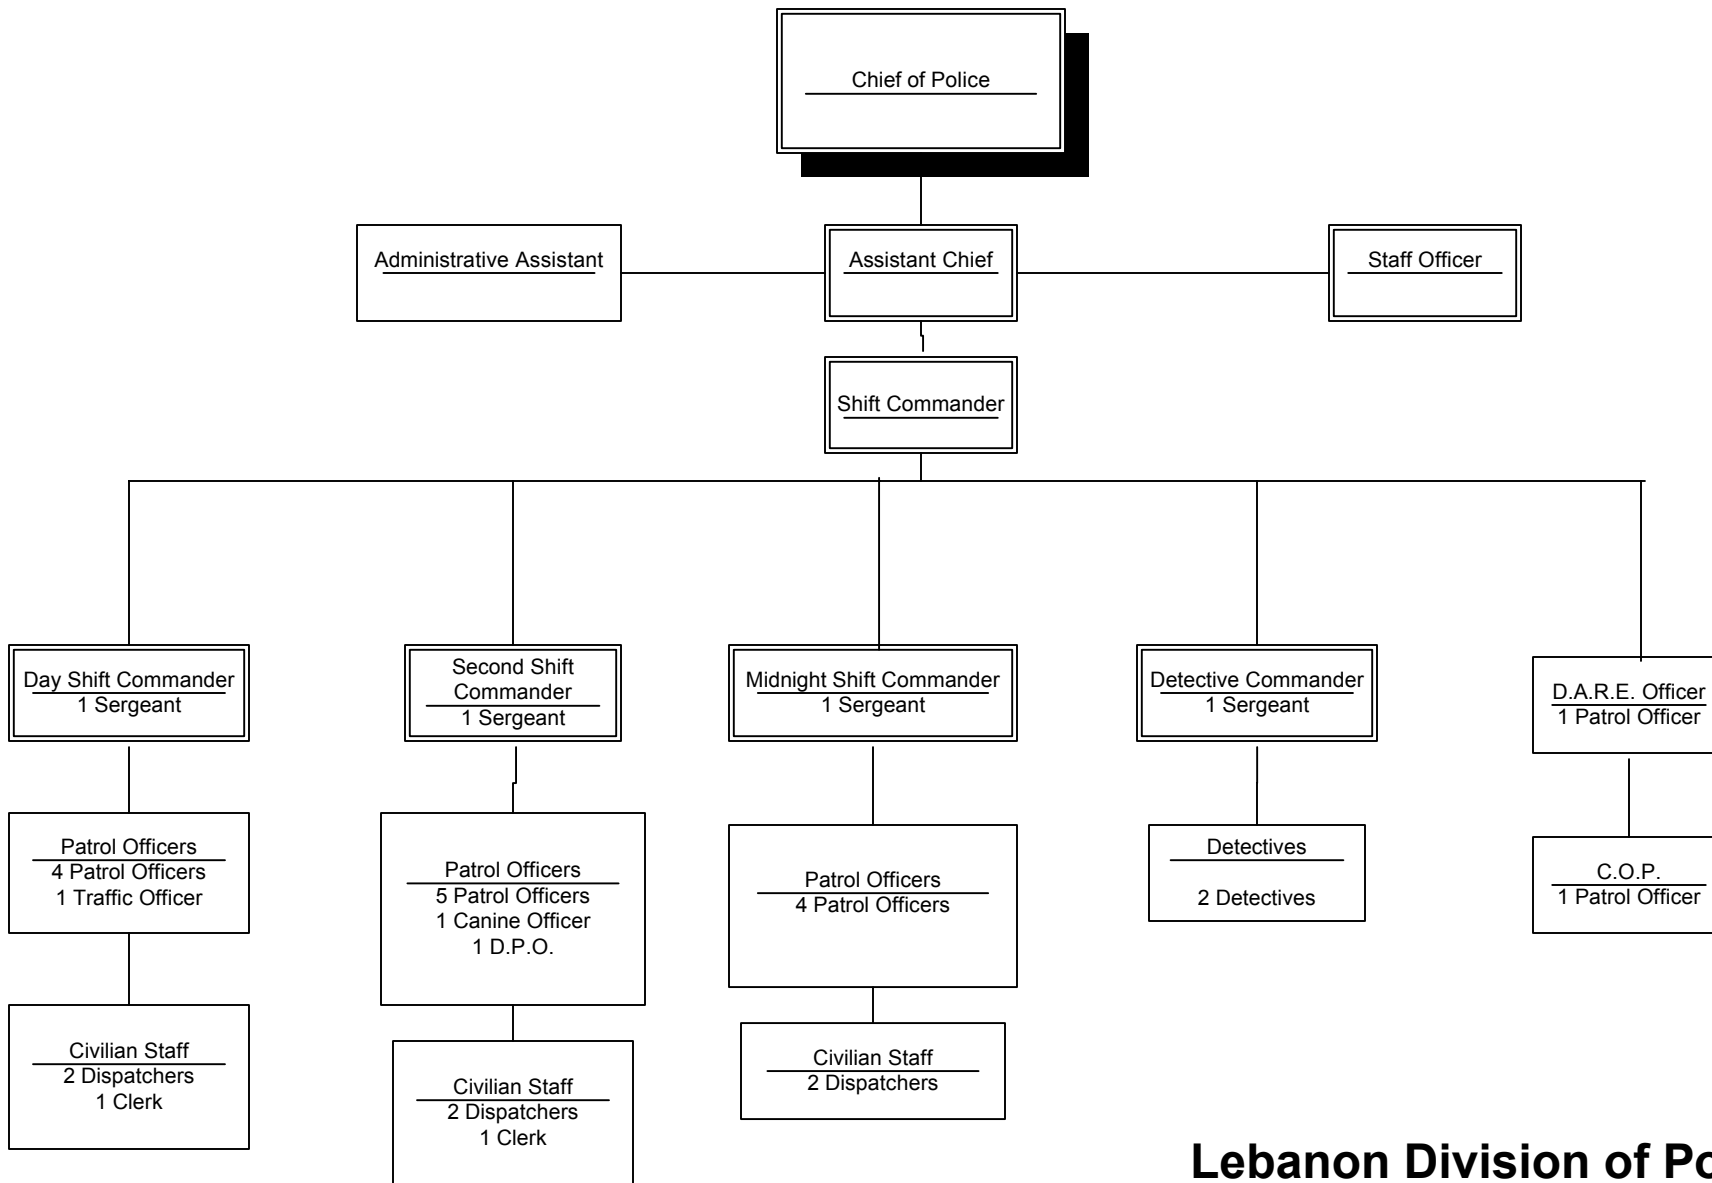 Chief of Police
Administrative Assistant
Assistant Chief
Staff Officer
Shift Commander
Day Shift Commander
1 Sergeant
Second Shift
Commander
1 Sergeant
Midnight Shift Commander
1 Sergeant
Detective Commander
1 Sergeant
D.A.R.E. Officer
1 Patrol Officer
Patrol Officers
4 Patrol Officers
1 Traffic Officer
Patrol Officers
5 Patrol Officers
1 Canine Officer
1 D.P.O.
Patrol Officers
4 Patrol Officers
Detectives
2 Detectives
C.O.P.
1 Patrol Officer
Civilian Staff
2 Dispatchers
1 Clerk
Civilian Staff
2 Dispatchers
1 Clerk
Civilian Staff
2 Dispatchers
Lebanon Division of